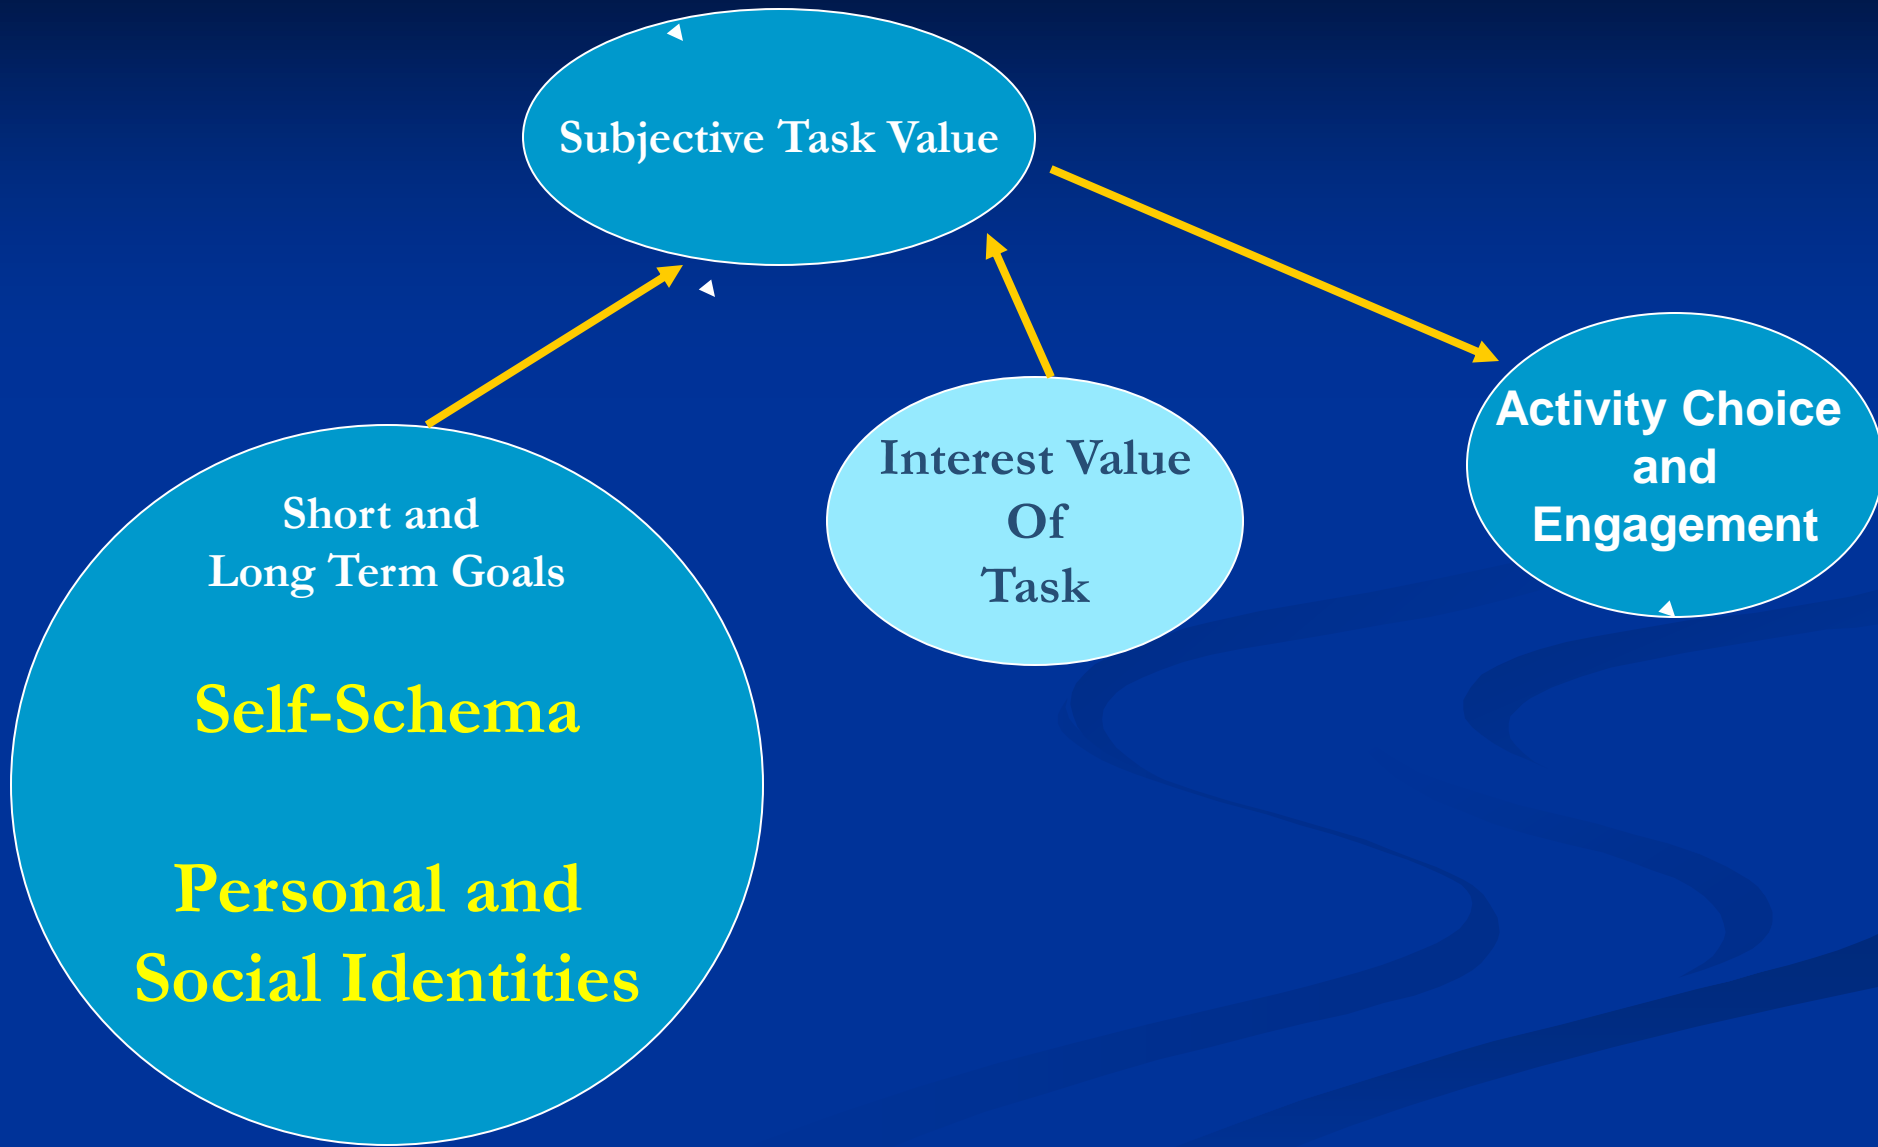 Subjective Task Value
Short and
Long Term Goals
Self-Schema
Personal and
Social Identities
Interest Value
Of
Task
Activity Choice
and
Engagement